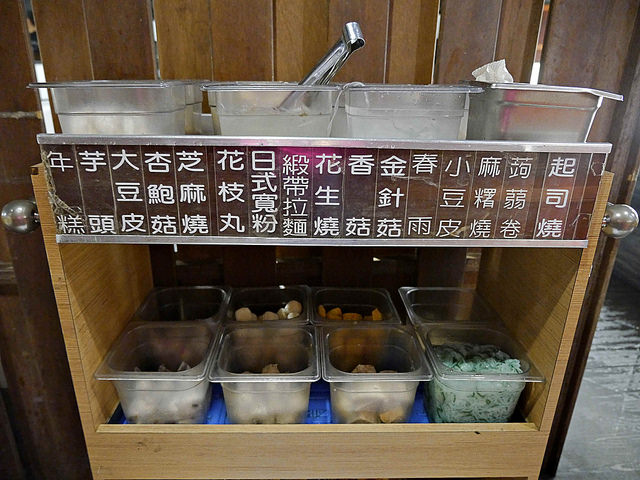 年糕
芋頭
大豆皮
杏鮑菇
芝麻燒
花枝丸
日式寬粉
緞帶拉麵
花生燒
香菇
金針菇
春雨
小豆皮
麻糬燒
蒟蒻卷
起司燒